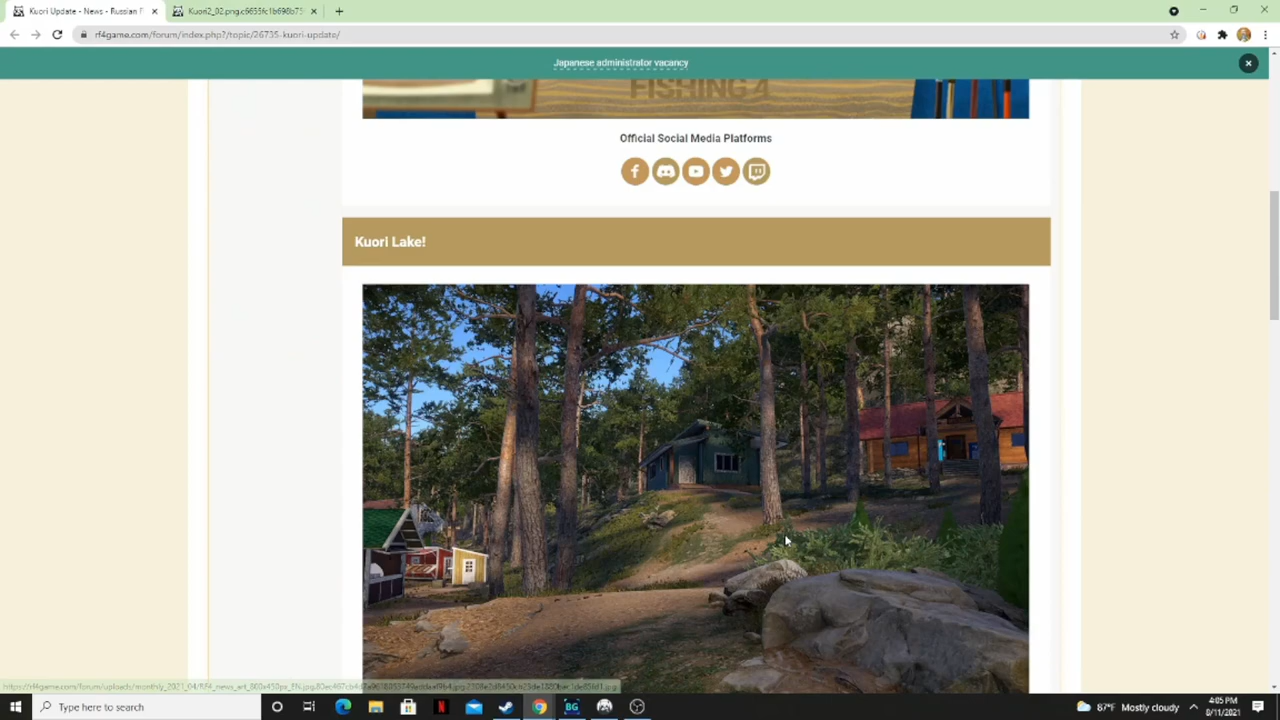 Kuori Update - News - Russian F
Kuori2_02.png.c6655fc1b698b75
rf4game.com/forum/index.php?/topic/26735-kuori-update/
Japanese administrator vacancy
FISHING 4
Official Social Media Platforms
Kuori Lake!
Type here to search
87°F Mostly cloudy
4:05 PM
8/11/2021